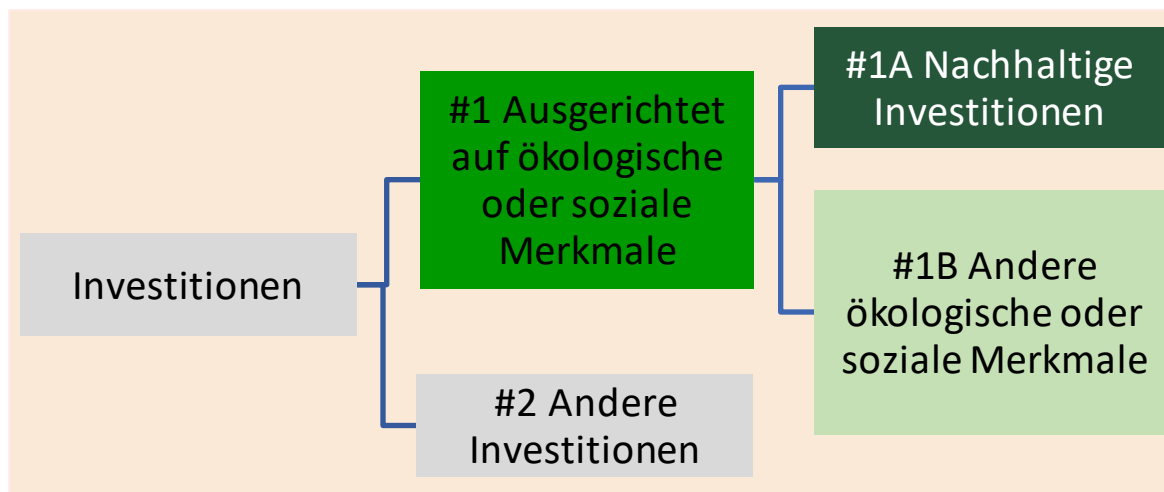 Investitionen
#1 Ausgerichtet
auf ökologische
oder soziale
Merkmale
#2 Andere
Investitionen
#1A Nachhaltige
Investitionen
#1B Andere
ökologische oder
soziale Merkmale